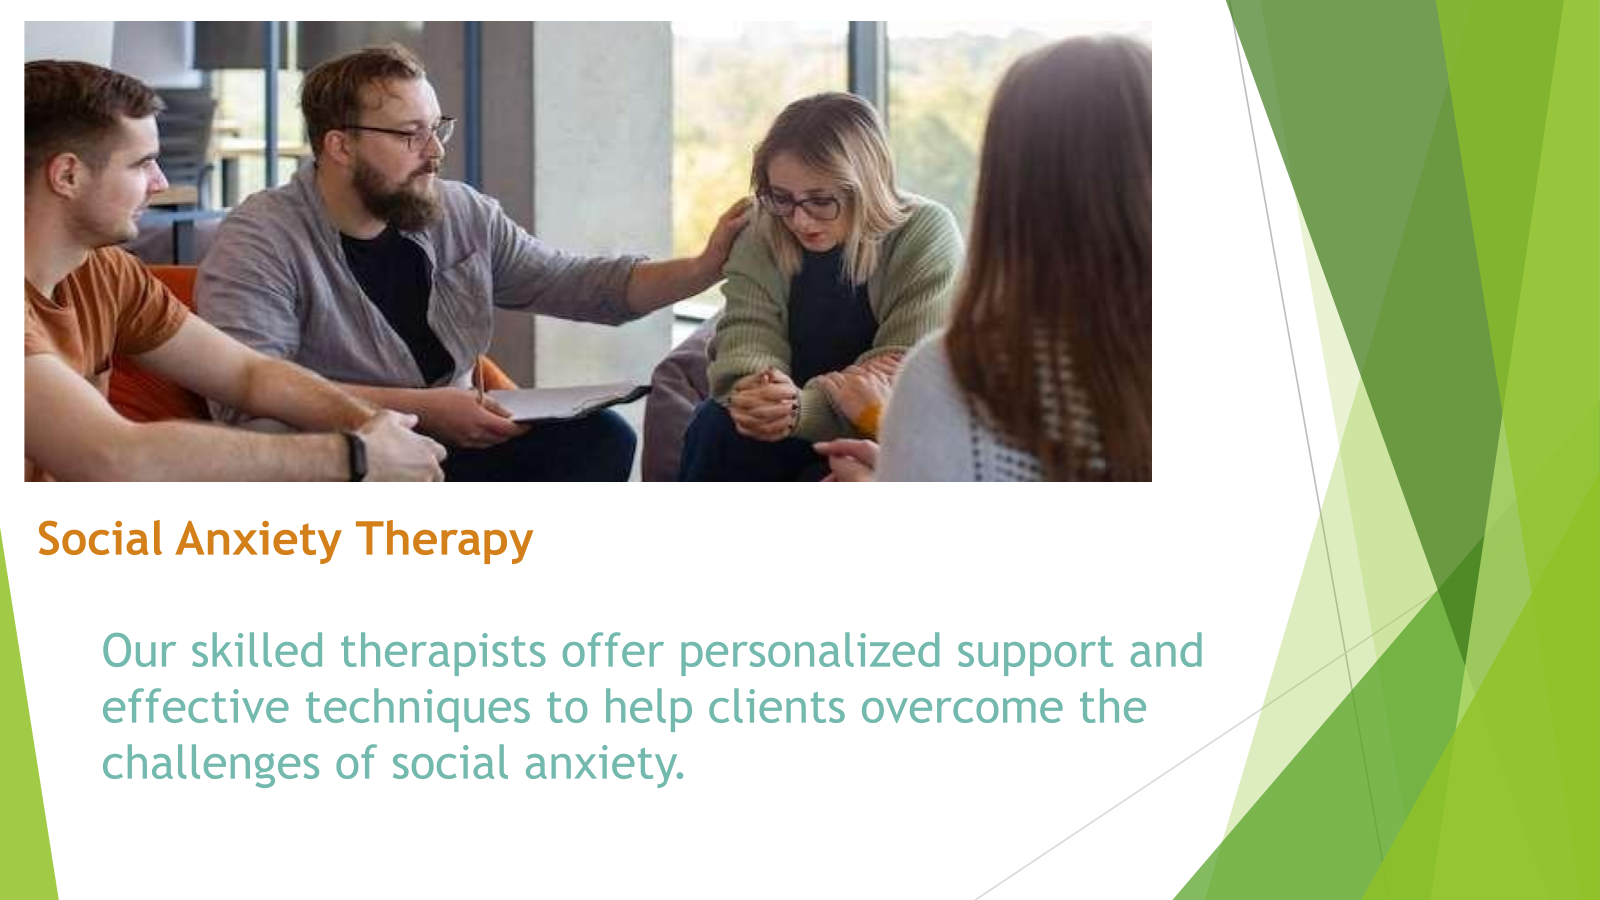 Social Anxiety Therapy
Our skilled therapists offer personalized support and
effective techniques to help clients overcome the
challenges of social anxiety.